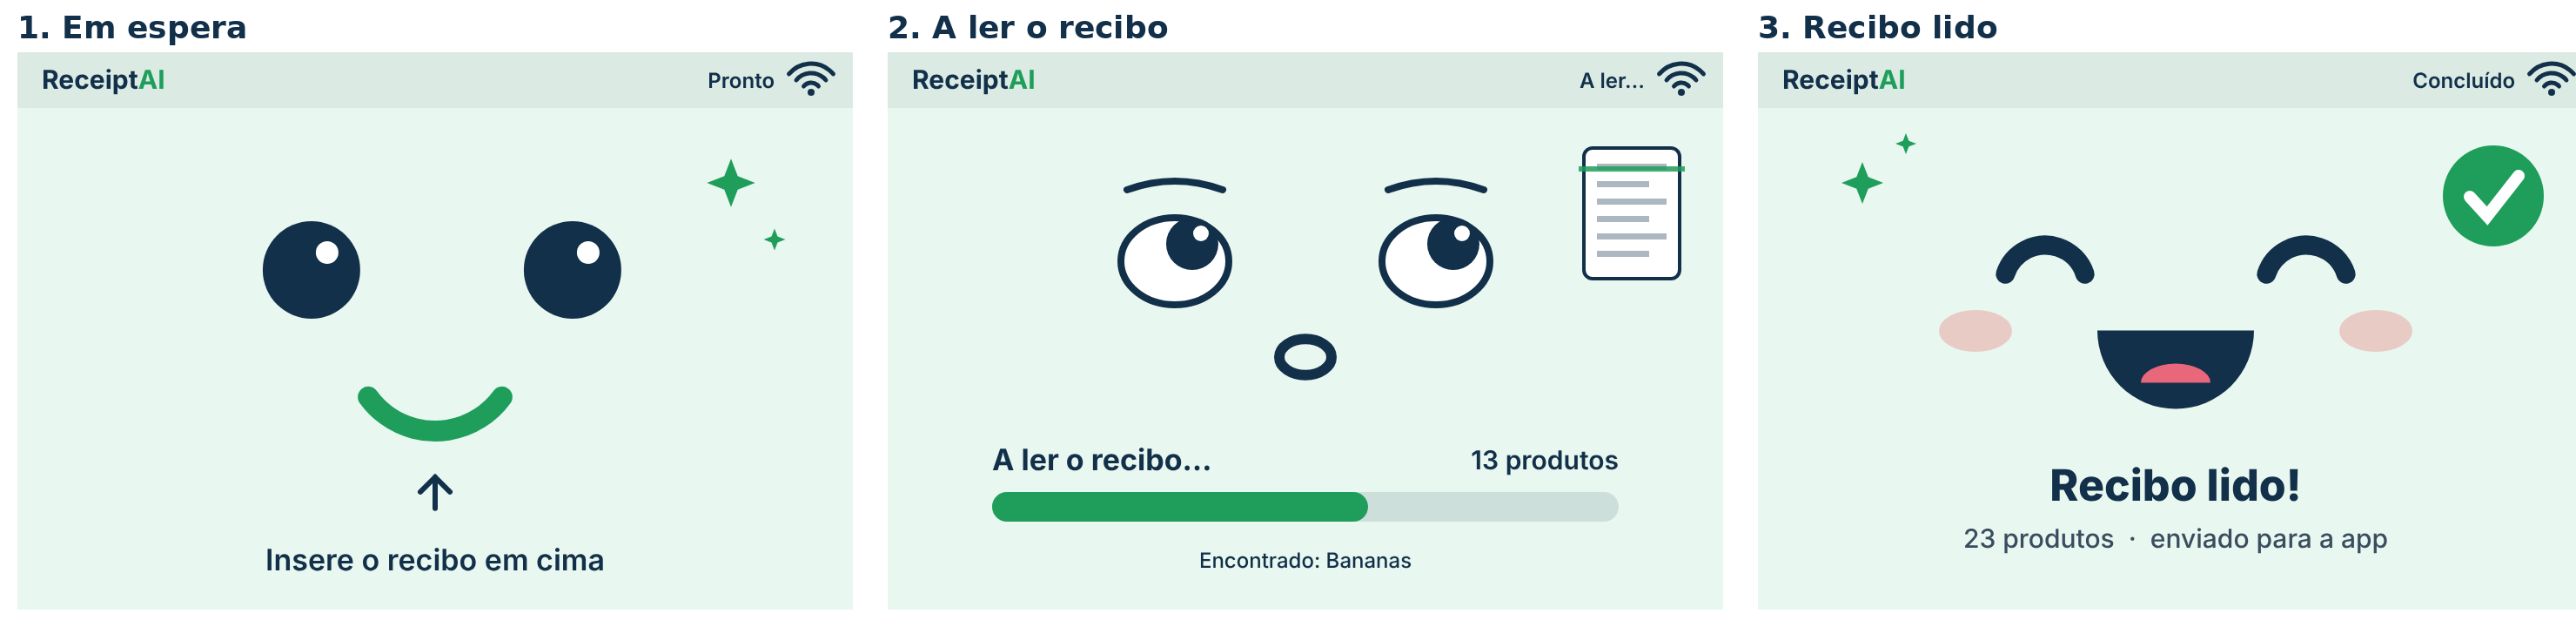 1. Em espera
ReceiptAI
Pronto
Insere o recibo em cima
2. A ler o recibo
ReceiptAI
A ler...
A ler o recibo...
13 produtos
Encontrado: Bananas
3. Recibo lido
ReceiptAI
Concluído
Recibo lido!
23 produtos · enviado para a app